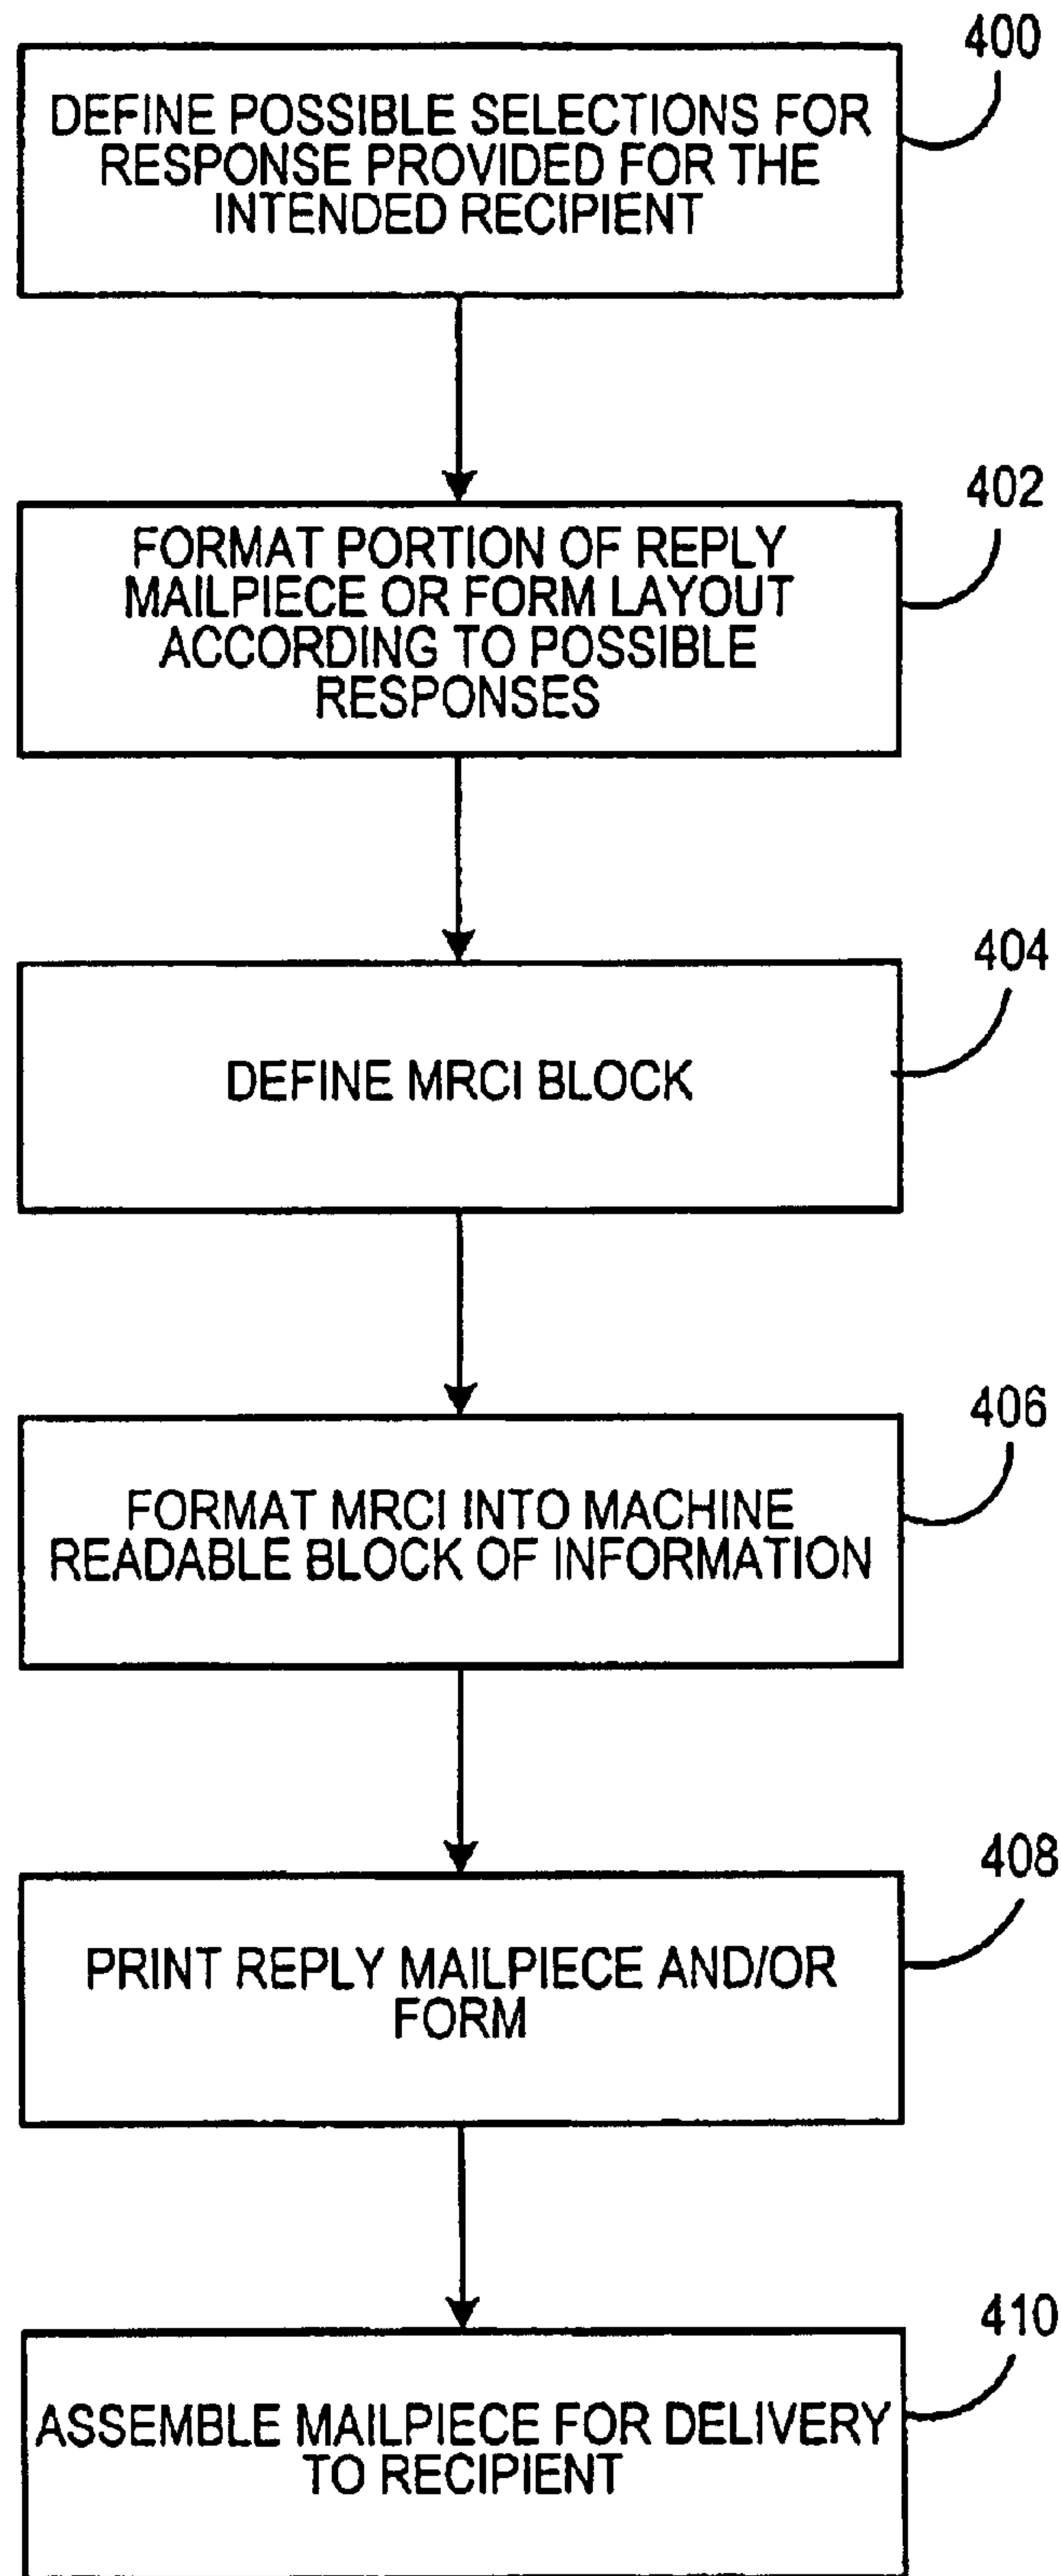 400
DEFINE POSSIBLE SELECTIONS FOR
RESPONSE PROVIDED FOR THE
INTENDED RECIPIENT
402
FORMAT PORTION OF REPLY
MAILPIECE OR FORM LAYOUT
ACCORDING TO POSSIBLE
RESPONSES
404
DEFINE MRCI BLOCK
406
FORMAT MRCI INTO MACHINE
READABLE BLOCK OF INFORMATION
408
PRINT REPLY MAILPIECE AND/OR
FORM
410
ASSEMBLE MAILPIECE FOR DELIVERY
TO RECIPIENT